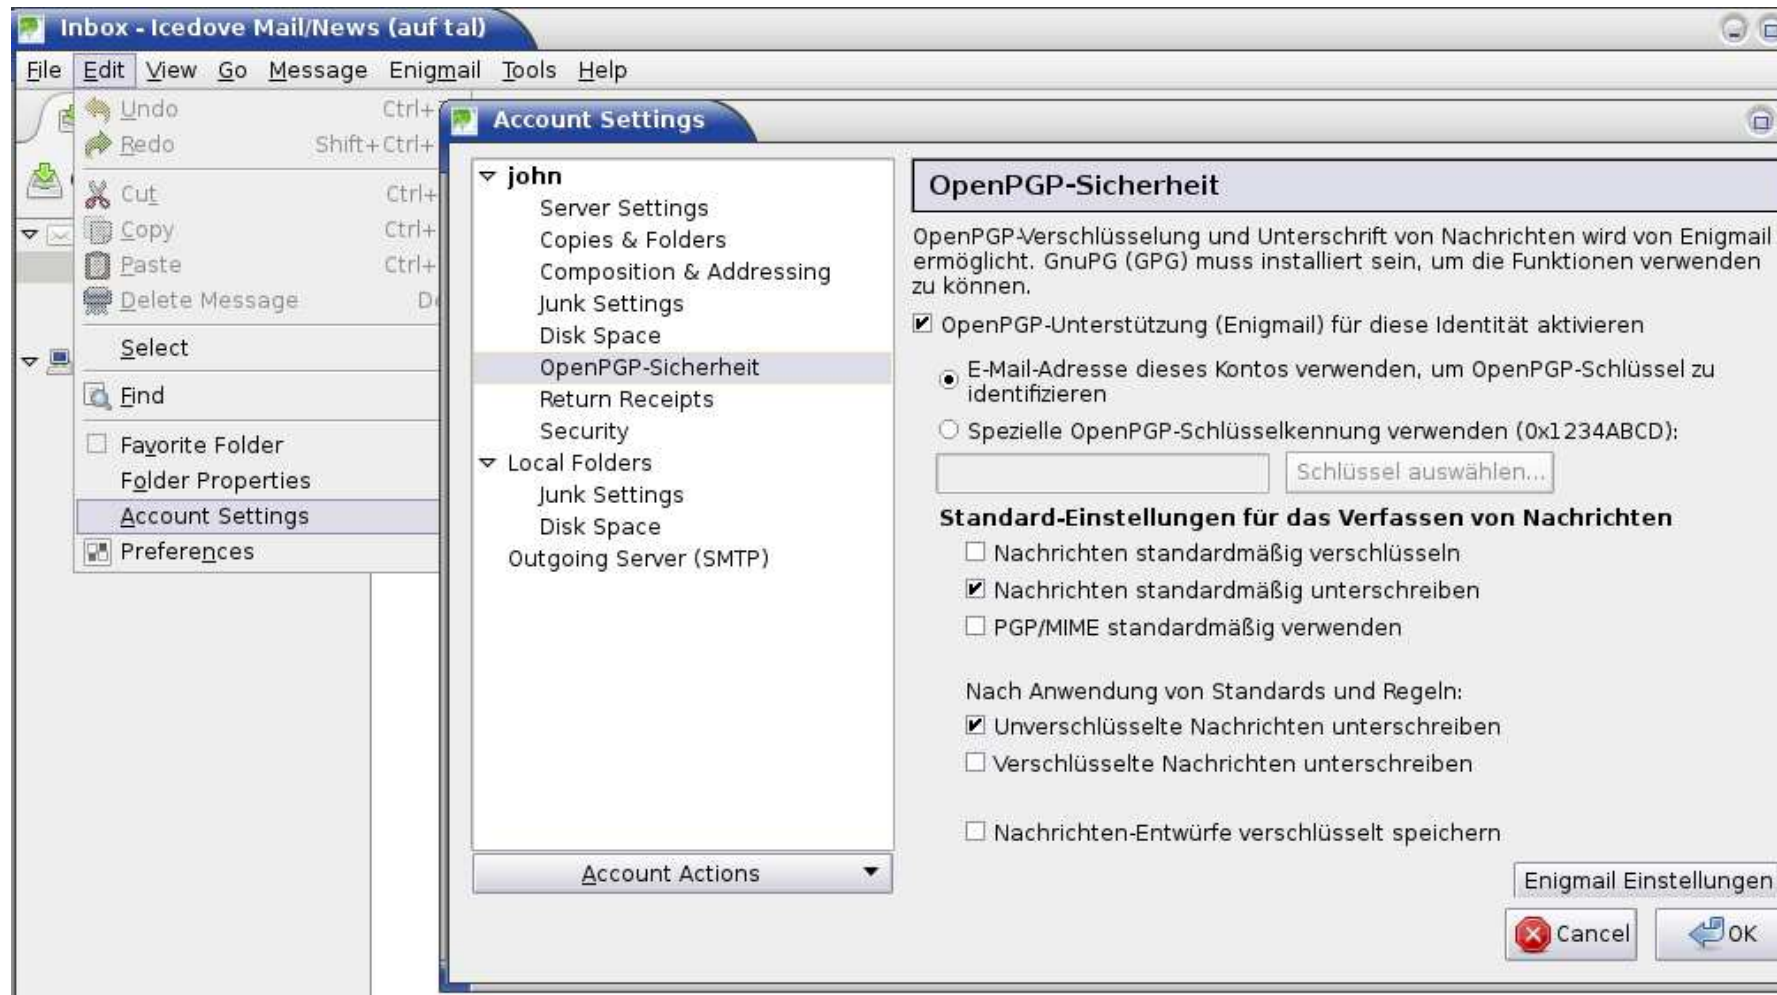 Inbox - Icedove Mail/News (auf tal)
File Edit View Go Message Enigmail Tools Help
Undo Ctrl+
Redo Shift+Ctrl+
Cut Ctrl+
Copy Ctrl+
Paste Ctrl+
Delete Message
Select
Find
Favorite Folder
Folder Properties
Account Settings
Preferences
Account Settings
john
Server Settings
Copies & Folders
Composition & Addressing
Junk Settings
Disk Space
OpenPGP-Sicherheit
Return Receipts
Security
Local Folders
Junk Settings
Disk Space
Outgoing Server (SMTP)
Account Actions
OpenPGP-Sicherheit
OpenPGP-Verschlüsselung und Unterschrift von Nachrichten wird von Enigmail
ermöglicht. GnuPG (GPG) muss installiert sein, um die Funktionen verwenden
zu können.
OpenPGP-Unterstützung (Enigmail) für diese Identität aktivieren
E-Mail-Adresse dieses Kontos verwenden, um OpenPGP-Schlüssel zu
identifizieren
Spezielle OpenPGP-Schlüsselkennung verwenden (0x1234ABCD):
Schlüssel auswählen...
Standard-Einstellungen für das Verfassen von Nachrichten
Nachrichten standardmäßig verschlüsseln
Nachrichten standardmäßig unterschreiben
PGP/MIME standardmäßig verwenden
Nach Anwendung von Standards und Regeln:
Unverschlüsselte Nachrichten unterschreiben
Verschlüsselte Nachrichten unterschreiben
Nachrichten-Entwürfe verschlüsselt speichern
Enigmail Einstellungen
Cancel OK